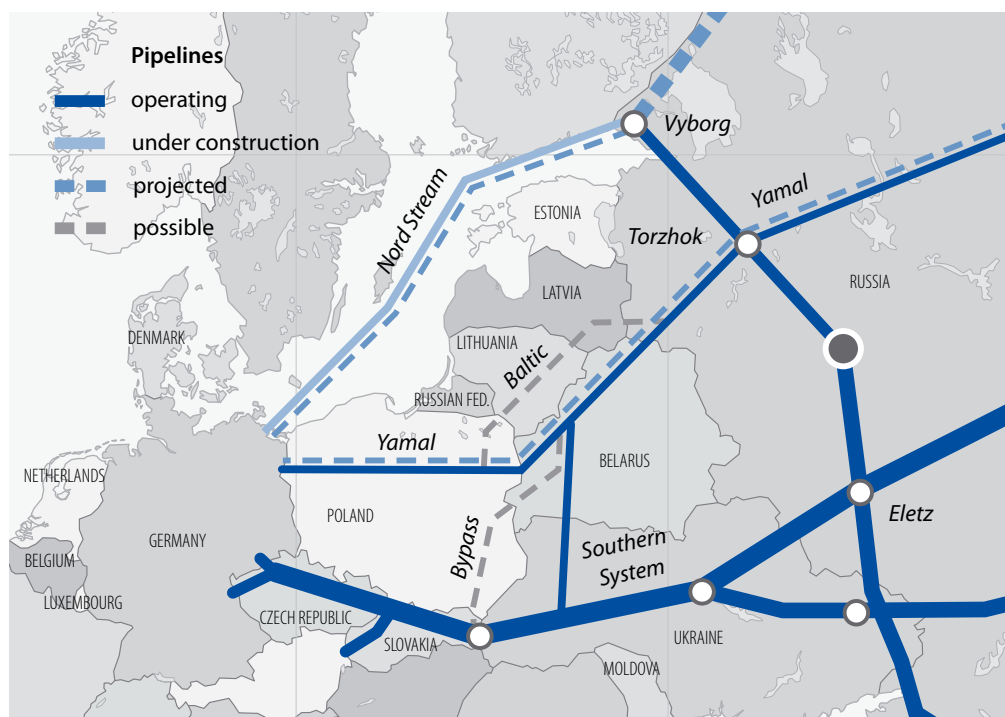 Pipelines
operating
under construction
projected
possible
Vyborg
Yamal
Nord Stream
ESTONIA
Torzhok
RUSSIA
LATVIA
DENMARK
LITHUANIA
Baltic
RUSSIAN FED.
Yamal
BELARUS
NETHERLANDS
POLAND
Eletz
GERMANY
Bypass
Southern
System
BELGIUM
LUXEMBOURG
CZECH REPUBLIC
SLOVAKIA
UKRAINE
MOLDOVA